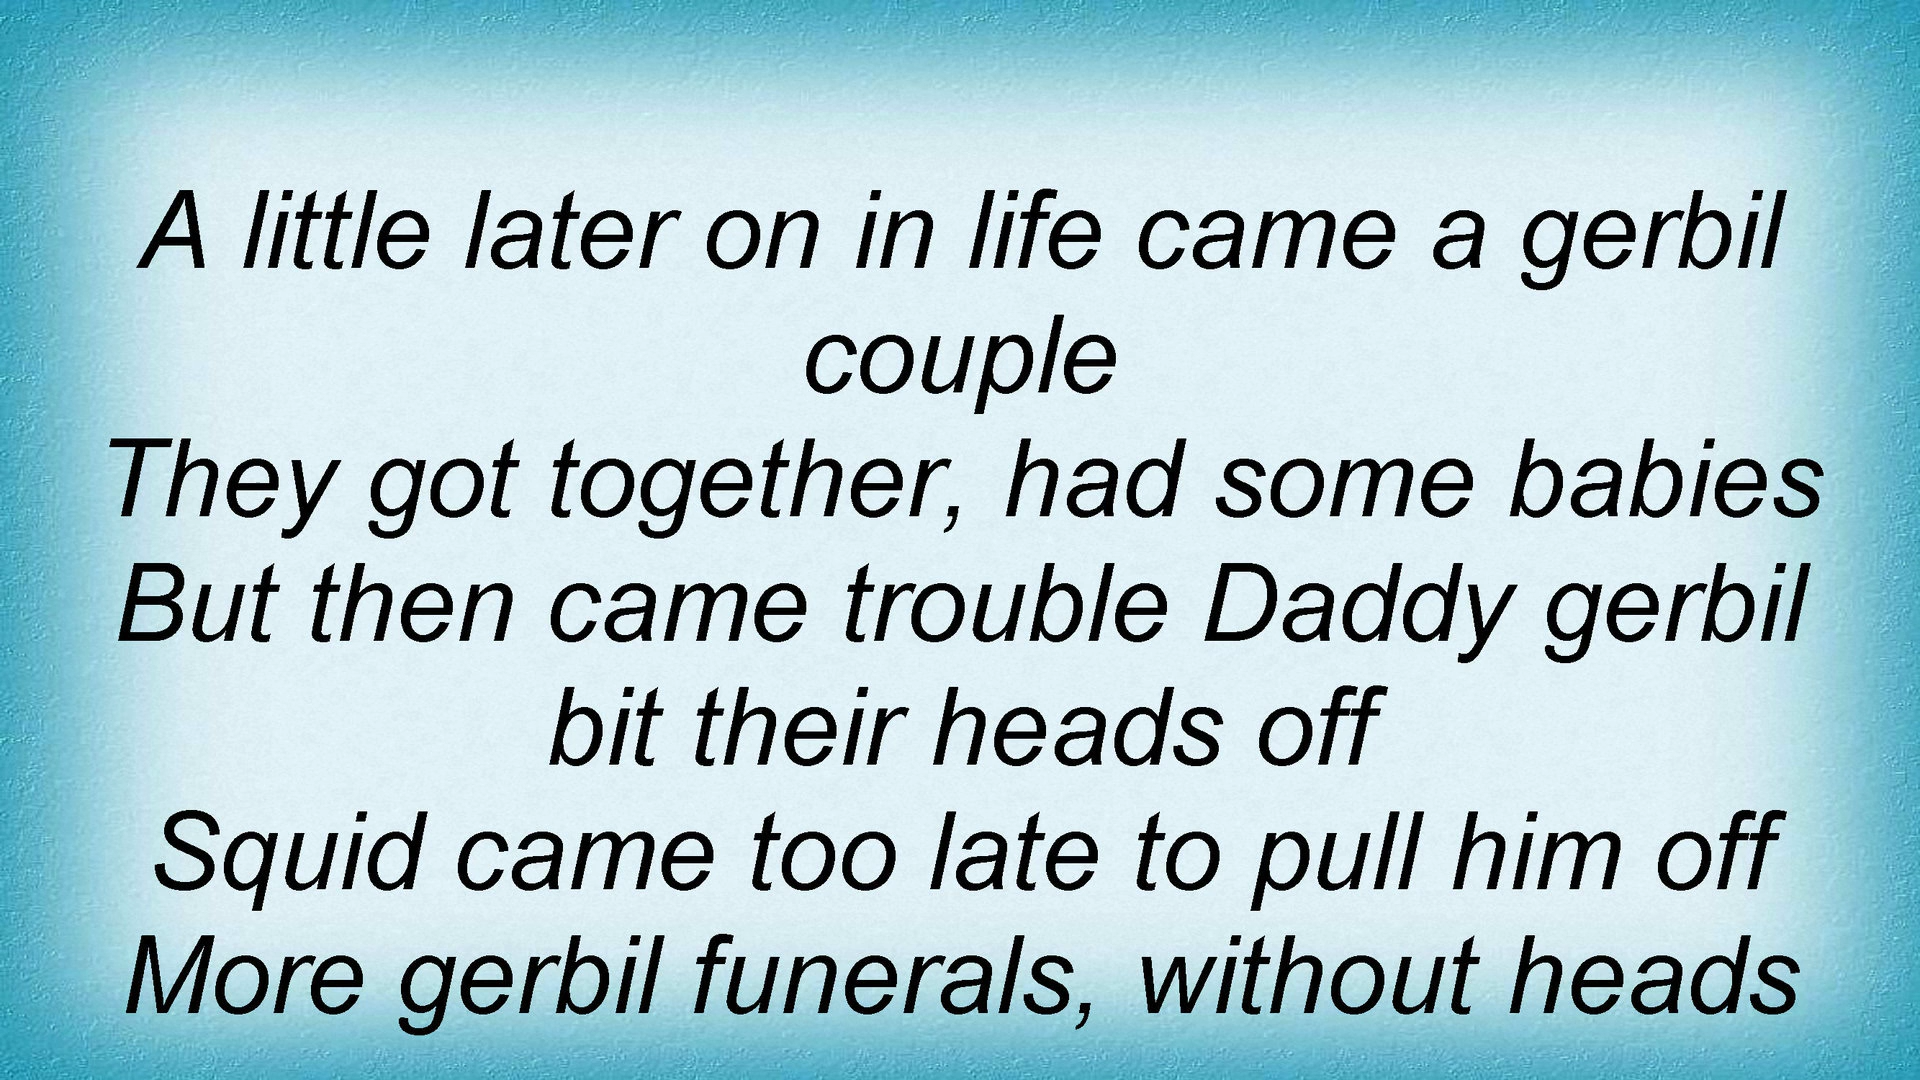 A little later on in life came a gerbil
couple
They got together, had some babies
But then came trouble Daddy gerbil
bit their heads off
Squid came too late to pull him off
More gerbil funerals, without heads